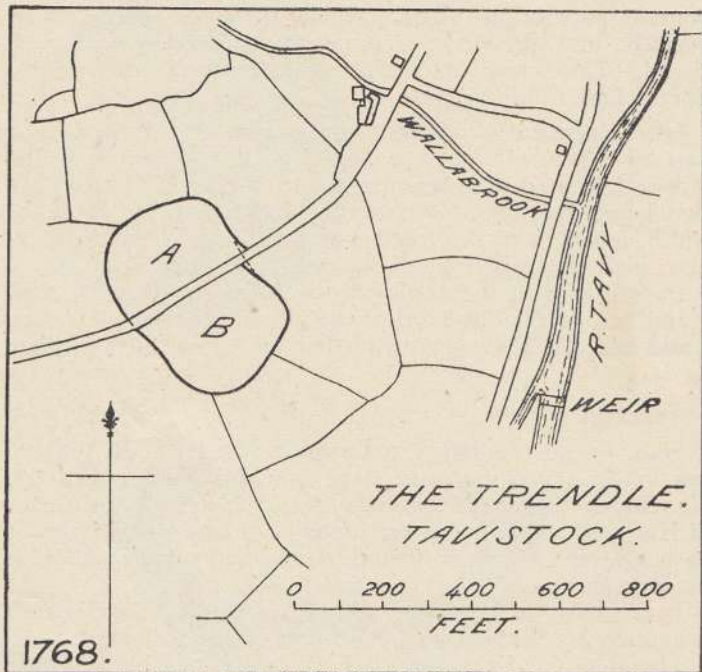 WALLABROOK
R. TAVY
A
B
WEIR
THE TRENDLE.
TAVISTOCK.
0 200 400 600 800
FEET.
1768.